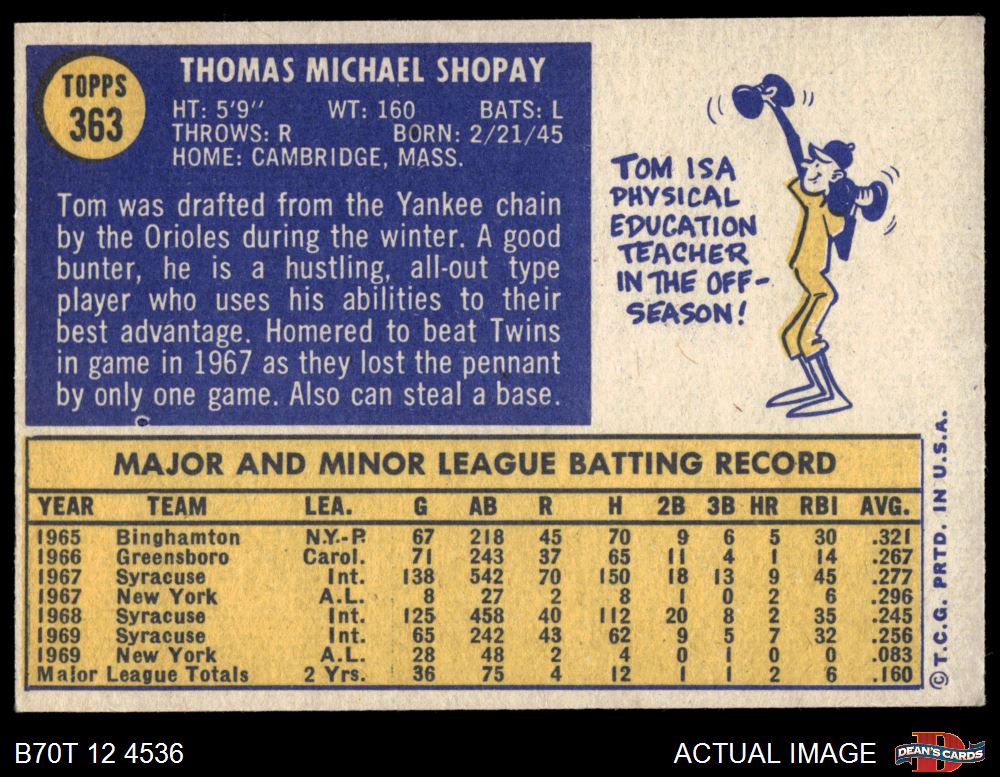 TOPPS
363
THOMAS MICHAEL SHOPAY
HT: 5'9" WT: 160 BATS: L
THROWS: R BORN: 2/21/45
HOME: CAMBRIDGE, MASS.
Tom was drafted from the Yankee chain
by the Orioles during the winter. A good
bunter, he is a hustling, all-out type
player who uses his abilities to their
best advantage. Homered to beat Twins
in game in 1967 as they lost the pennant
by only one game. Also can steal a base.
TOM IS A
PHYSICAL
EDUCATION
TEACHER
IN THE OFF-
SEASON!
MAJOR AND MINOR LEAGUE BATTING RECORD
YEAR TEAM LEA. G AB R H 2B 3B HR RBI AVG.
1965 Binghamton N.Y.-P. 67 218 45 70 9 6 5 30 .321
1966 Greensboro Carol. 71 243 37 65 11 4 1 14 .267
1967 Syracuse Int. 138 542 70 150 18 13 9 45 .277
1967 New York A.L. 8 27 2 8 1 0 2 6 .296
1968 Syracuse Int. 125 458 40 112 20 8 2 35 .245
1969 Syracuse Int. 65 242 43 62 9 5 7 32 .256
1969 New York A.L. 28 48 2 4 0 1 0 0 .083
Major League Totals 2 Yrs. 36 75 4 12 1 1 2 6 .160
© T.C.G. PRTD. IN U.S.A.
B70T 12 4536
ACTUAL IMAGE
D
DEAN'S CARDS